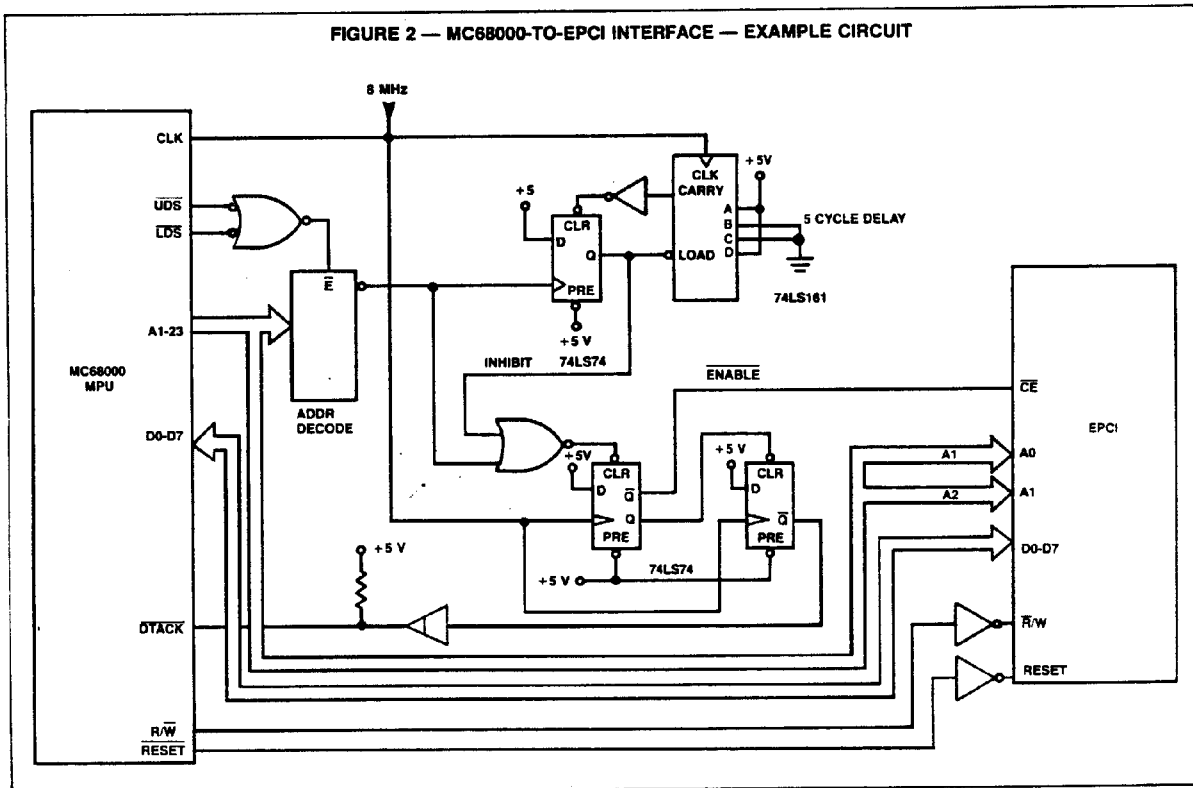 FIGURE 2 — MC68000-TO-EPCI INTERFACE — EXAMPLE CIRCUIT
8 MHz
CLK
UDS
LDS
A1-23
MC68000
MPU
D0-D7
DTACK
R/W
RESET
E
ADDR
DECODE
+5
CLR
D
Q
PRE
+5 V
74LS74
CLK
CARRY
LOAD
A
B
C
D
+5V
5 CYCLE DELAY
74LS161
INHIBIT
ENABLE
+5V
CLR
D
Q
Q
PRE
+5 V
74LS74
+5 V
CLR
D
Q
PRE
+5 V
CE
EPCI
A1
A0
A2
A1
D0-D7
R/W
RESET